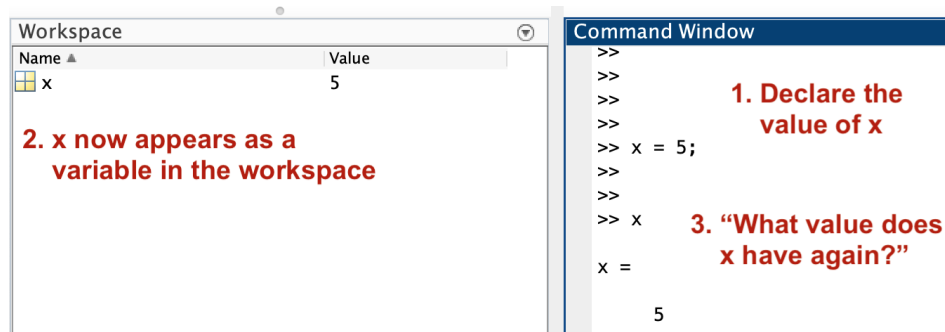 Workspace
Name Value
x 5
2. x now appears as a
variable in the workspace
Command Window
>>
>>
>>
1. Declare the
>>
value of x
>> x = 5;
>>
>>
>> x
3. “What value does
x have again?”
x =
5